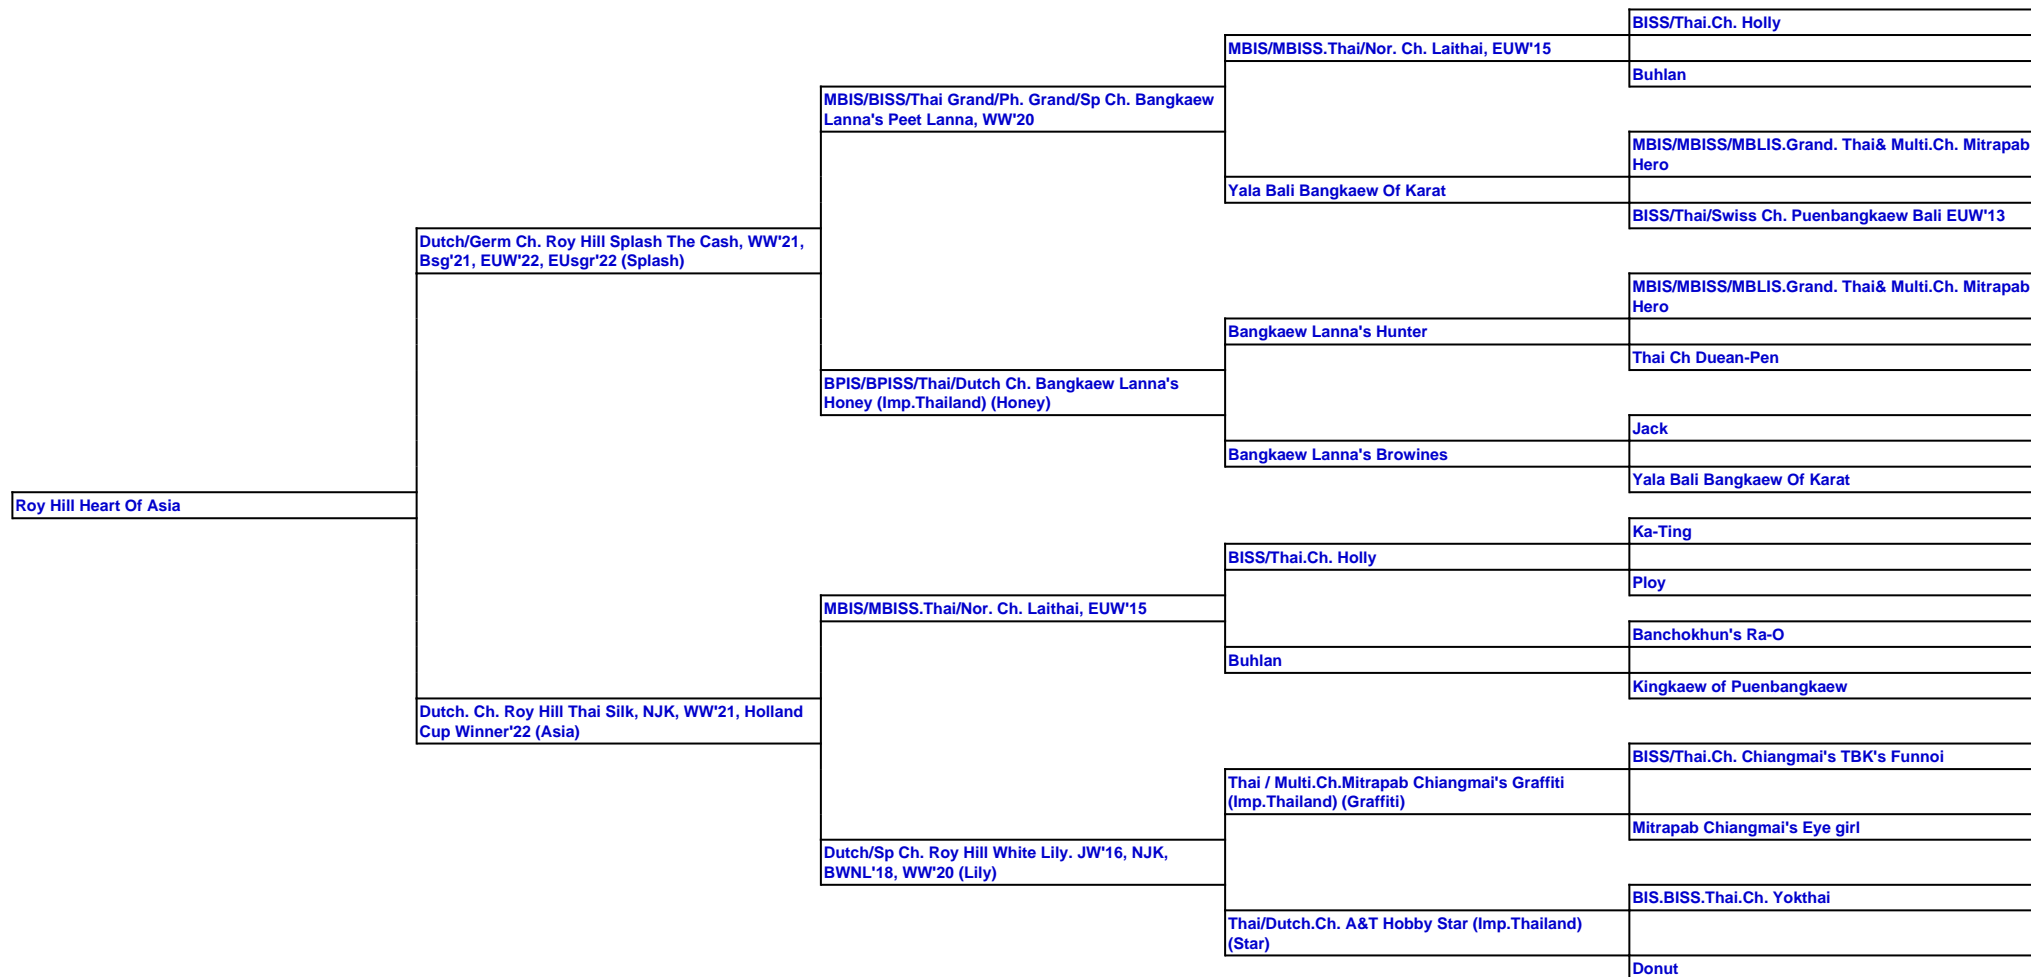 BISS/Thai.Ch. Holly
MBIS/MBISS.Thai/Nor. Ch. Laithai, EUW'15
Buhlan
MBIS/BISS/Thai Grand/Ph. Grand/Sp Ch. Bangkaew
Lanna's Peet Lanna, WW'20
MBIS/MBISS/MBLIS.Grand. Thai& Multi.Ch. Mitrapab
Hero
Yala Bali Bangkaew Of Karat
BISS/Thai/Swiss Ch. Puenbangkaew Bali EUW'13
Dutch/Germ Ch. Roy Hill Splash The Cash, WW'21,
Bsg'21, EUW'22, EUsgr'22 (Splash)
MBIS/MBISS/MBLIS.Grand. Thai& Multi.Ch. Mitrapab
Hero
Bangkaew Lanna's Hunter
Thai Ch Duean-Pen
BPIS/BPISS/Thai/Dutch Ch. Bangkaew Lanna's
Honey (Imp.Thailand) (Honey)
Jack
Bangkaew Lanna's Browines
Yala Bali Bangkaew Of Karat
Roy Hill Heart Of Asia
Ka-Ting
BISS/Thai.Ch. Holly
Ploy
MBIS/MBISS.Thai/Nor. Ch. Laithai, EUW'15
Banchokhun's Ra-O
Buhlan
Kingkaew of Puenbangkaew
Dutch. Ch. Roy Hill Thai Silk, NJK, WW'21, Holland
Cup Winner'22 (Asia)
BISS/Thai.Ch. Chiangmai's TBK's Funnoi
Thai / Multi.Ch.Mitrapab Chiangmai's Graffiti
(Imp.Thailand) (Graffiti)
Mitrapab Chiangmai's Eye girl
Dutch/Sp Ch. Roy Hill White Lily. JW'16, NJK,
BWNL'18, WW'20 (Lily)
BIS.BISS.Thai.Ch. Yokthai
Thai/Dutch.Ch. A&T Hobby Star (Imp.Thailand)
(Star)
Donut